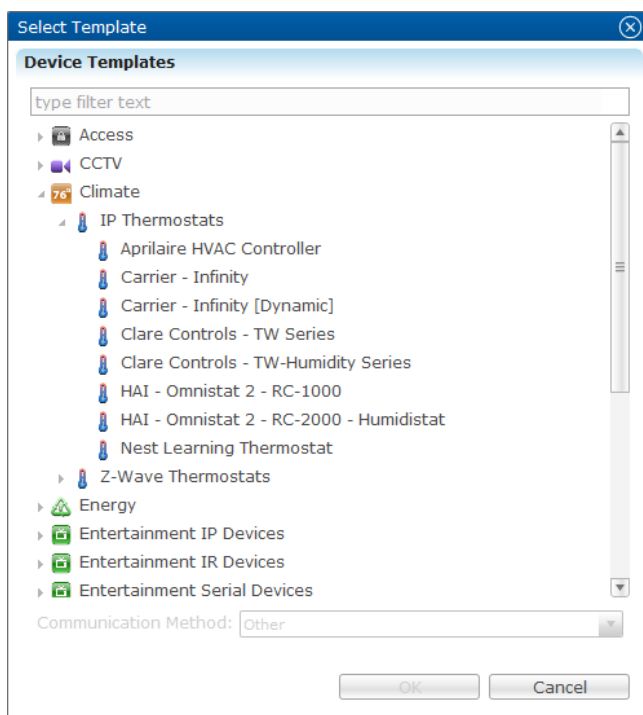 Select Template
Device Templates
type filter text
Access
CCTV
76°
Climate
IP Thermostats
Aprilaire HVAC Controller
Carrier - Infinity
Carrier - Infinity [Dynamic]
Clare Controls - TW Series
Clare Controls - TW-Humidity Series
HAI - Omnistat 2 - RC-1000
HAI - Omnistat 2 - RC-2000 - Humidistat
Nest Learning Thermostat
Z-Wave Thermostats
Energy
Entertainment IP Devices
Entertainment IR Devices
Entertainment Serial Devices
Communication Method: Other
OK Cancel